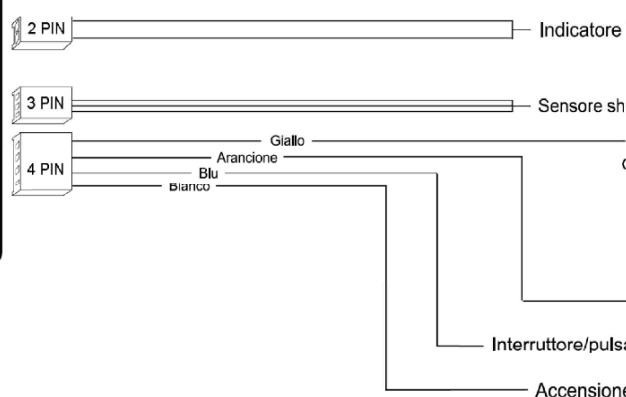 2 PIN
Indicatore
3 PIN
Sensore sh
Giallo
Arancione
4 PIN
Blu
Bianco
Interruttore/pulsa
Accensione